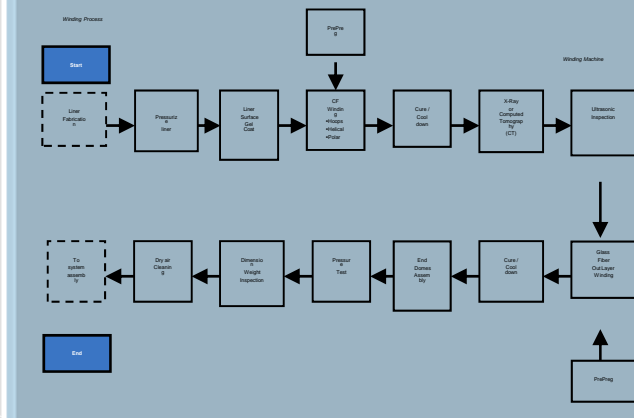 Winding Process
PrePre
g
Winding Machine
Start
Liner
Fabricatio
n
Pressuriz
e
liner
Liner
Surface
Gel
Coat
CF
Windin
g
•Hoops
•Helical
•Polar
Cure /
Cool
down
X-Ray
or
Computed
Tomograp
hy
(CT)
Ultrasonic
Inspection
To
system
assemb
ly
Dry air
Cleanin
g
Dimensio
n
Weight
Inspection
Pressur
e
Test
End
Domes
Assem
bly
Cure /
Cool
down
Glass
Fiber
OutLayer
Winding
End
PrePreg